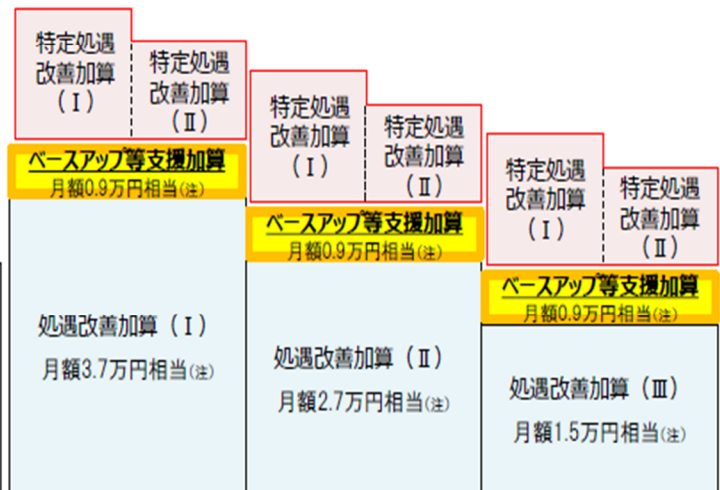 特定処遇
改善加算
（Ⅰ）
特定処遇
改善加算
（Ⅱ）
ベースアップ等支援加算
月額0.9万円相当(注)
処遇改善加算（Ⅰ）
月額3.7万円相当(注)
特定処遇
改善加算
（Ⅰ）
特定処遇
改善加算
（Ⅱ）
ベースアップ等支援加算
月額0.9万円相当(注)
処遇改善加算（Ⅱ）
月額2.7万円相当(注)
特定処遇
改善加算
（Ⅰ）
特定処遇
改善加算
（Ⅱ）
ベースアップ等支援加算
月額0.9万円相当(注)
処遇改善加算（Ⅲ）
月額1.5万円相当(注)